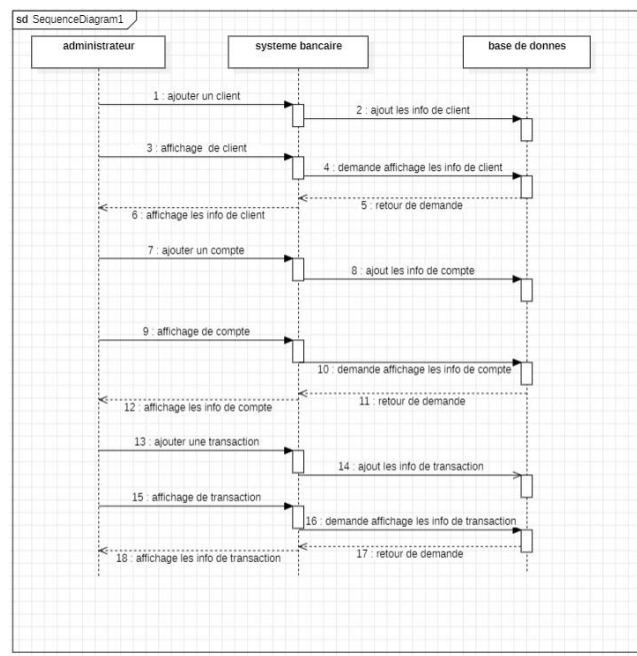 sd SequenceDiagram1
administrateur
systeme bancaire
base de donnes
1 : ajouter un client
2 : ajout les info de client
3 : affichage de client
4 : demande affichage les info de client
5 : retour de demande
6 : affichage les info de client
7 : ajouter un compte
8 : ajout les info de compte
9 : affichage de compte
10 : demande affichage les info de compte
11 : retour de demande
12 : affichage les info de compte
13 : ajouter une transaction
14 : ajout les info de transaction
15 : affichage de transaction
16 : demande affichage les info de transaction
17 : retour de demande
18 : affichage les info de transaction